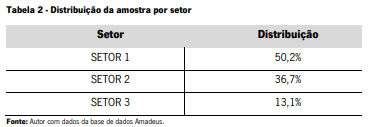 Tabela 2 - Distribuição da amostra por setor
Setor Distribuição
SETOR 1 50,2%
SETOR 2 36,7%
SETOR 3 13,1%
Fonte: Autor com dados da base de dados Amadeus.